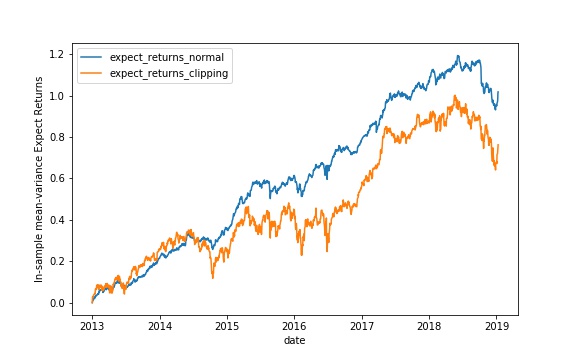 expect_returns_normal
expect_returns_clipping
In-sample mean-variance Expect Returns
1.2
1.0
0.8
0.6
0.4
0.2
0.0
2013 2014 2015 2016 2017 2018 2019
date